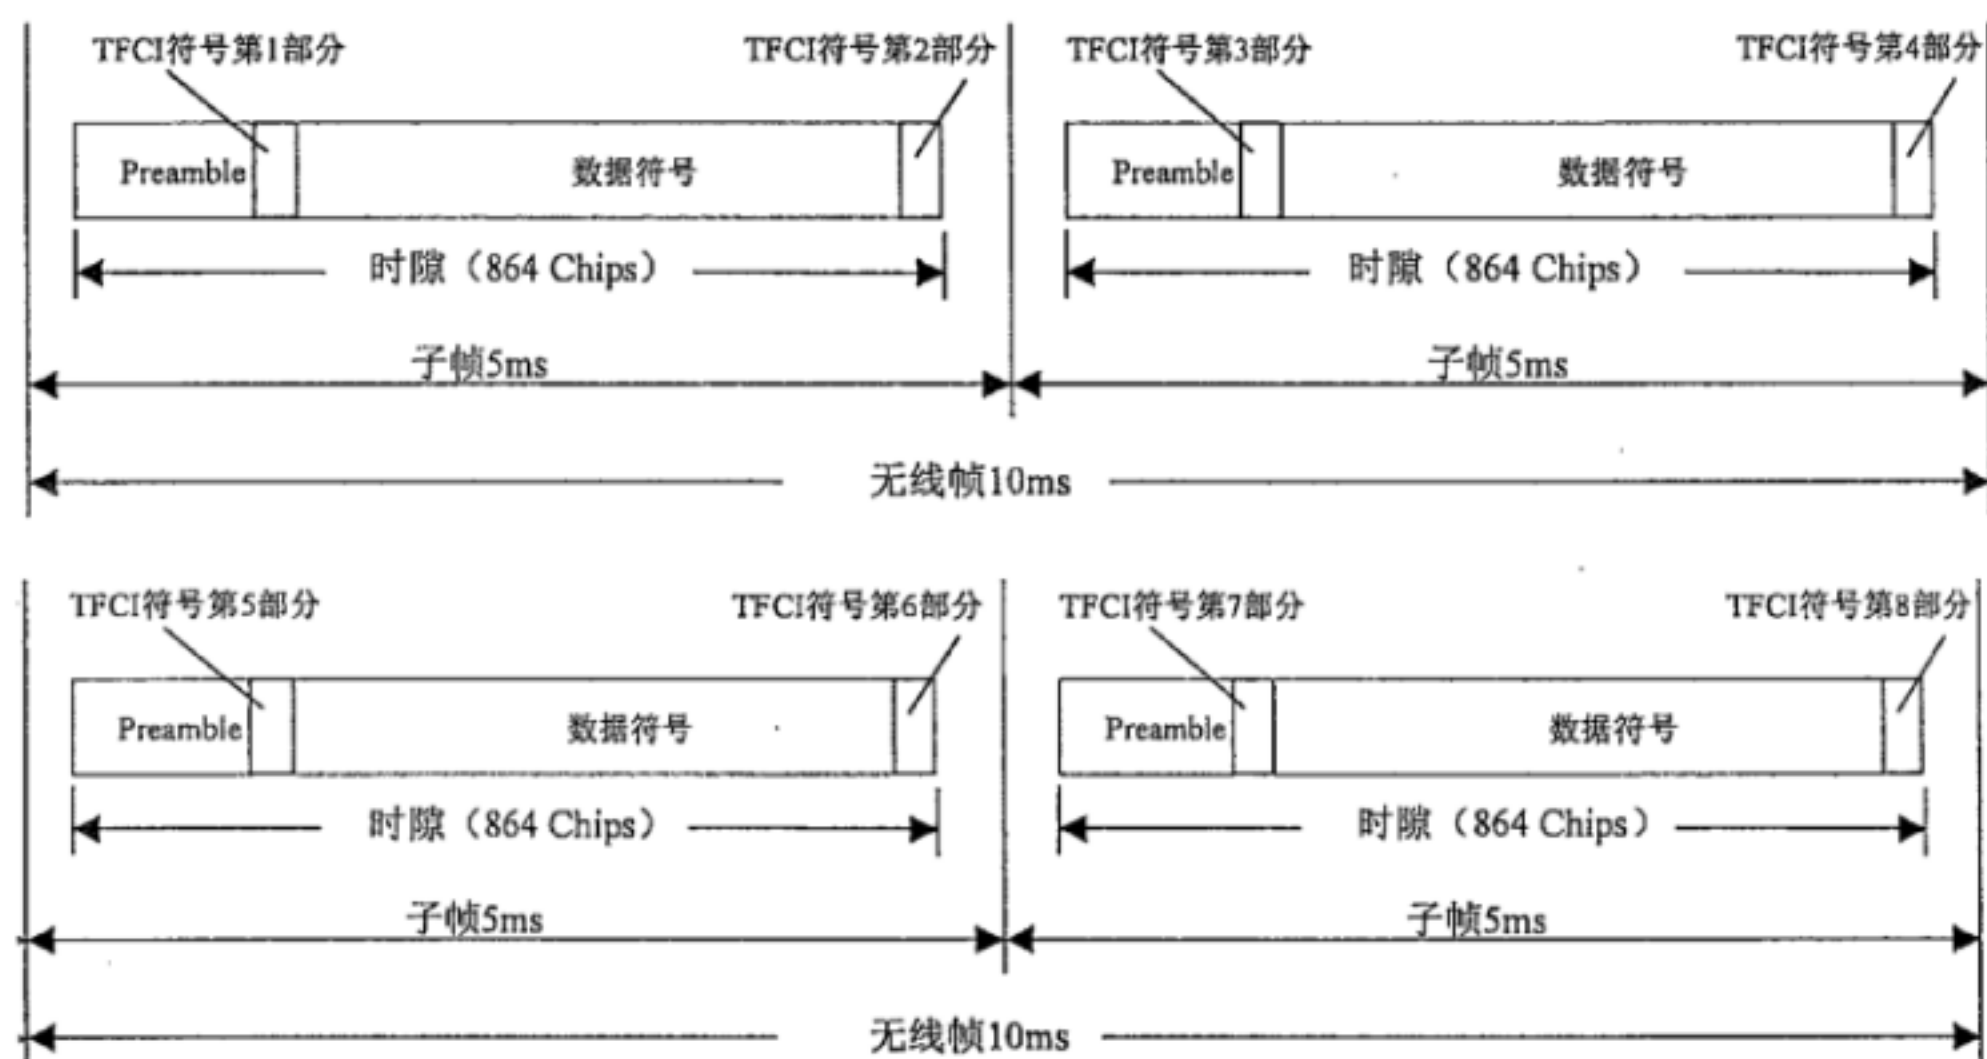 TFCI符号第1部分 TFCI符号第2部分 TFCI符号第3部分 TFCI符号第4部分
Preamble 数据符号 Preamble 数据符号
时隙（864 Chips） 时隙（864 Chips）
子帧5ms 子帧5ms
无线帧10ms
TFCI符号第5部分 TFCI符号第6部分 TFCI符号第7部分 TFCI符号第8部分
Preamble 数据符号 Preamble 数据符号
时隙（864 Chips） 时隙（864 Chips）
子帧5ms 子帧5ms
无线帧10ms